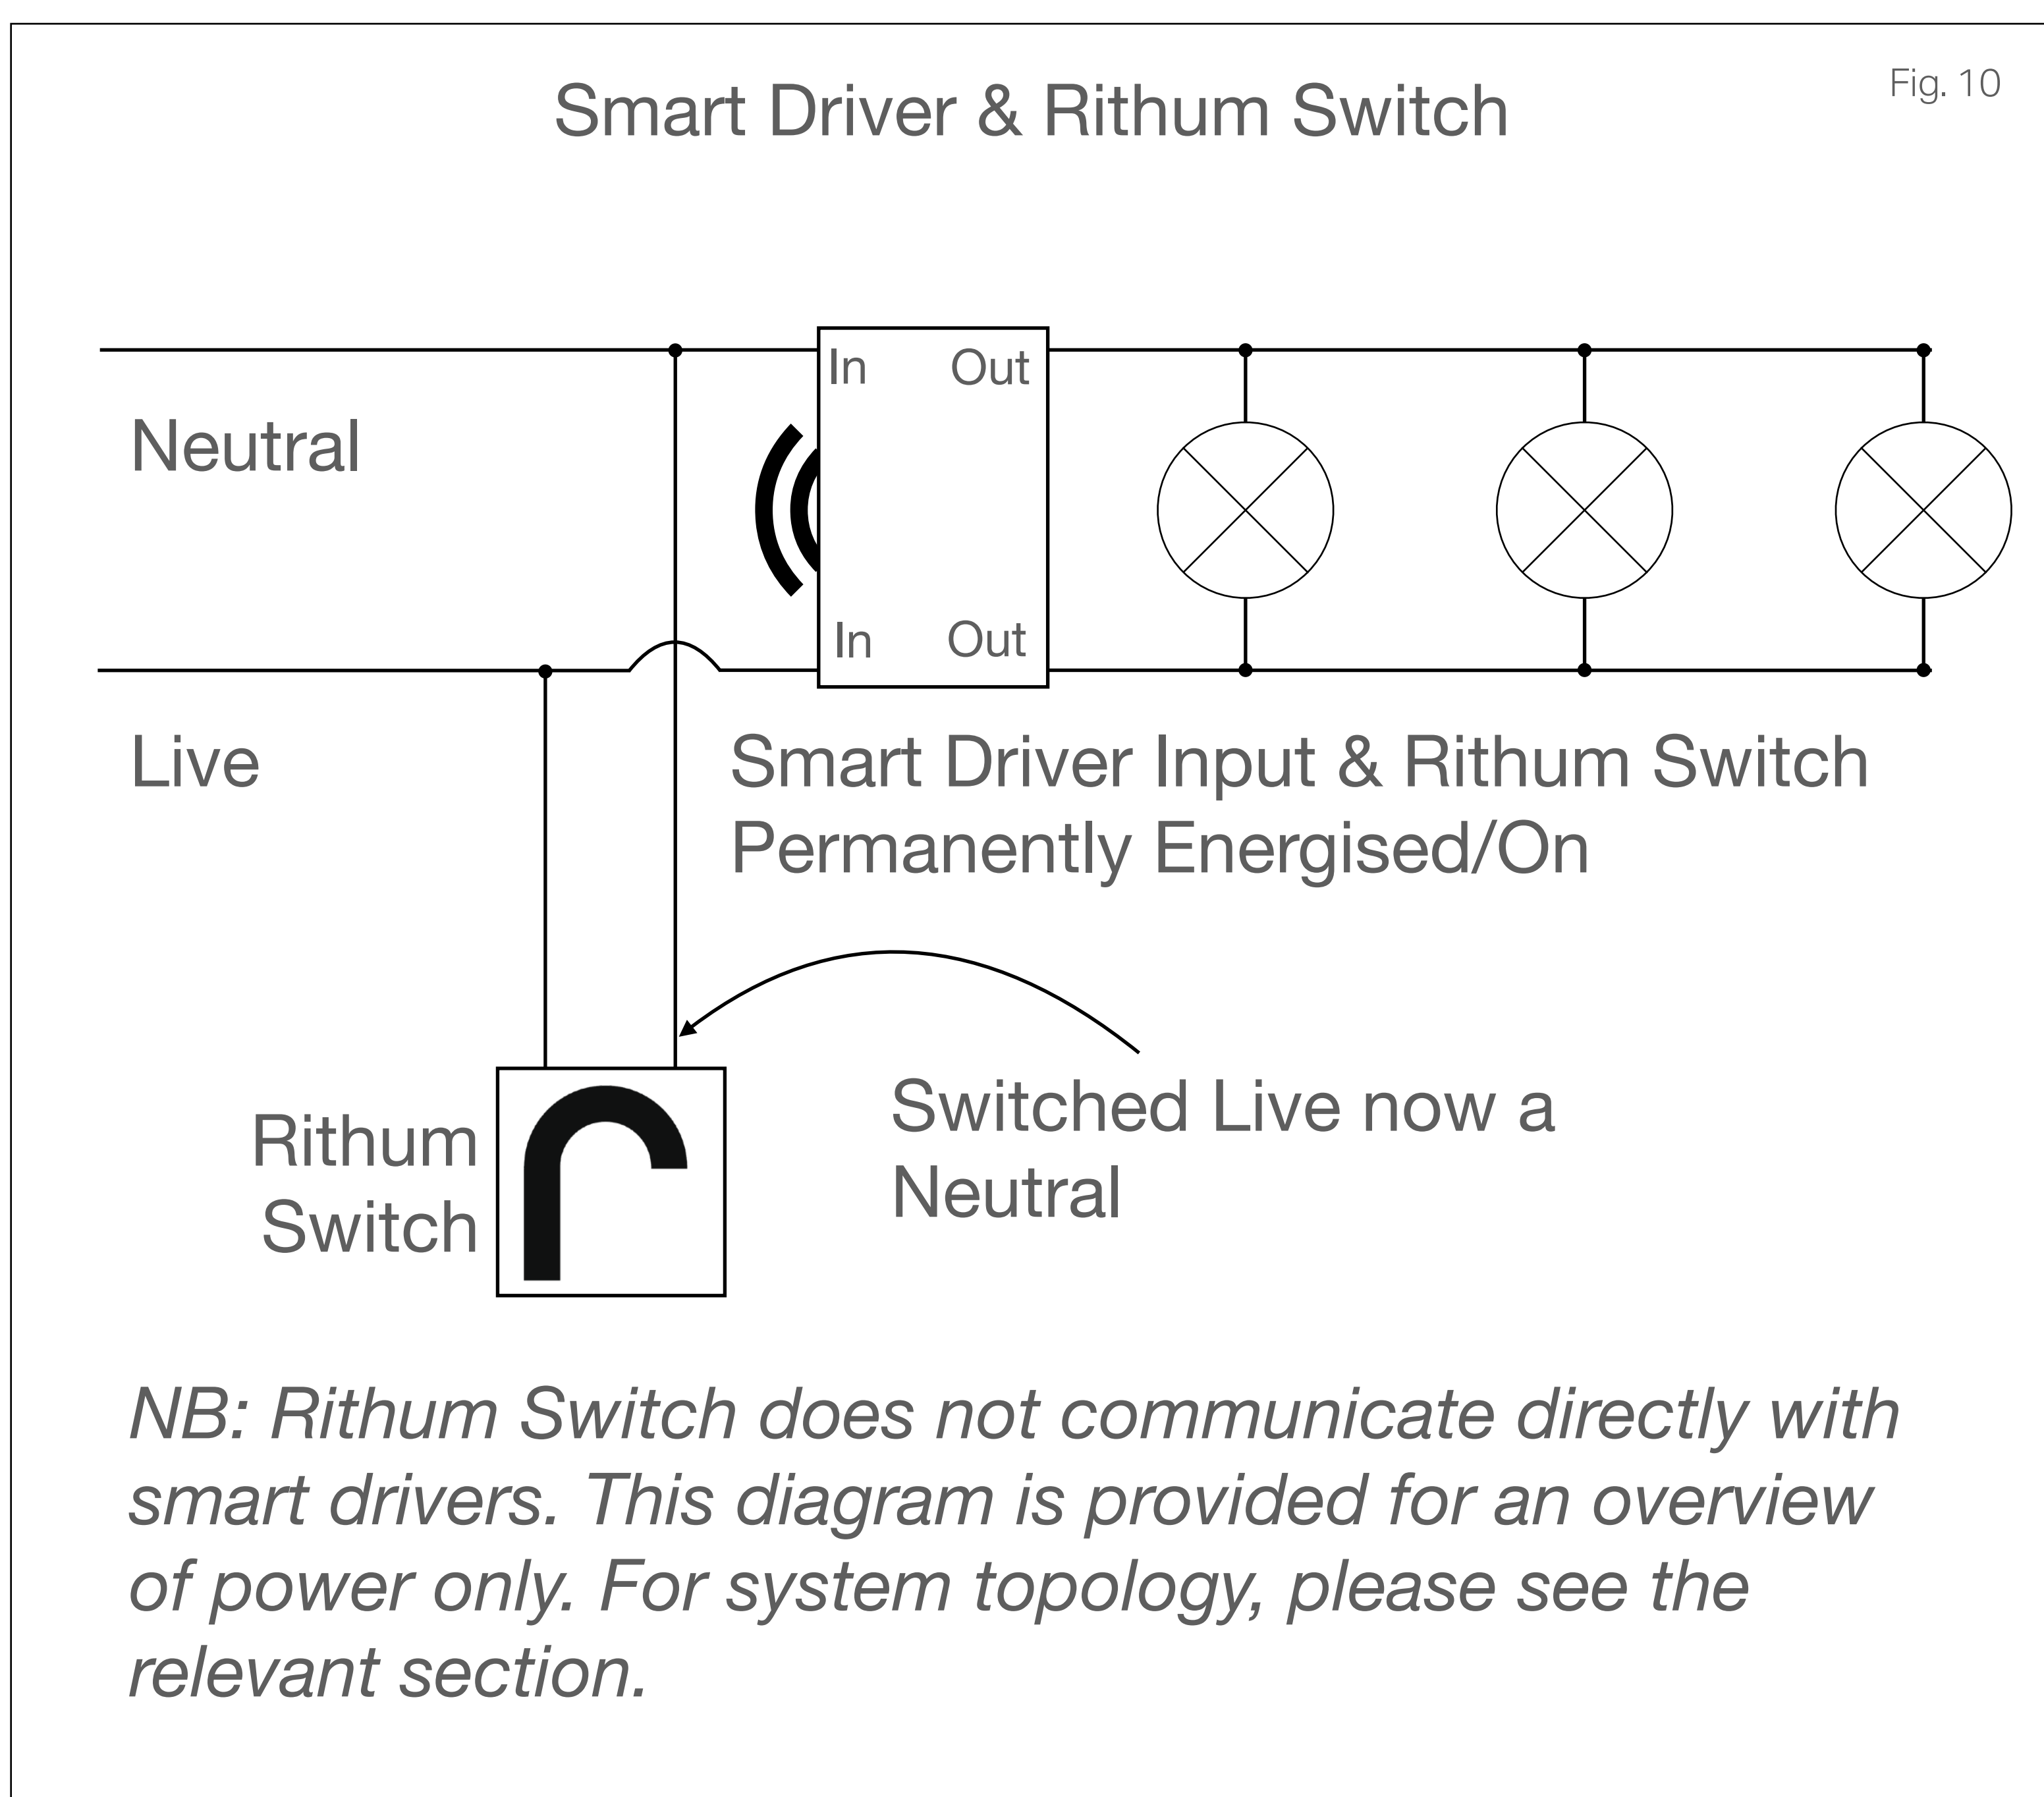 Smart Driver & Rithum Switch
Fig. 10
In
Out
Neutral
In
Out
Live
Smart Driver Input & Rithum Switch
Permanently Energised/On
Switched Live now a
Neutral
Rithum
Switch
NB: Rithum Switch does not communicate directly with
smart drivers. This diagram is provided for an overview
of power only. For system topology, please see the
relevant section.